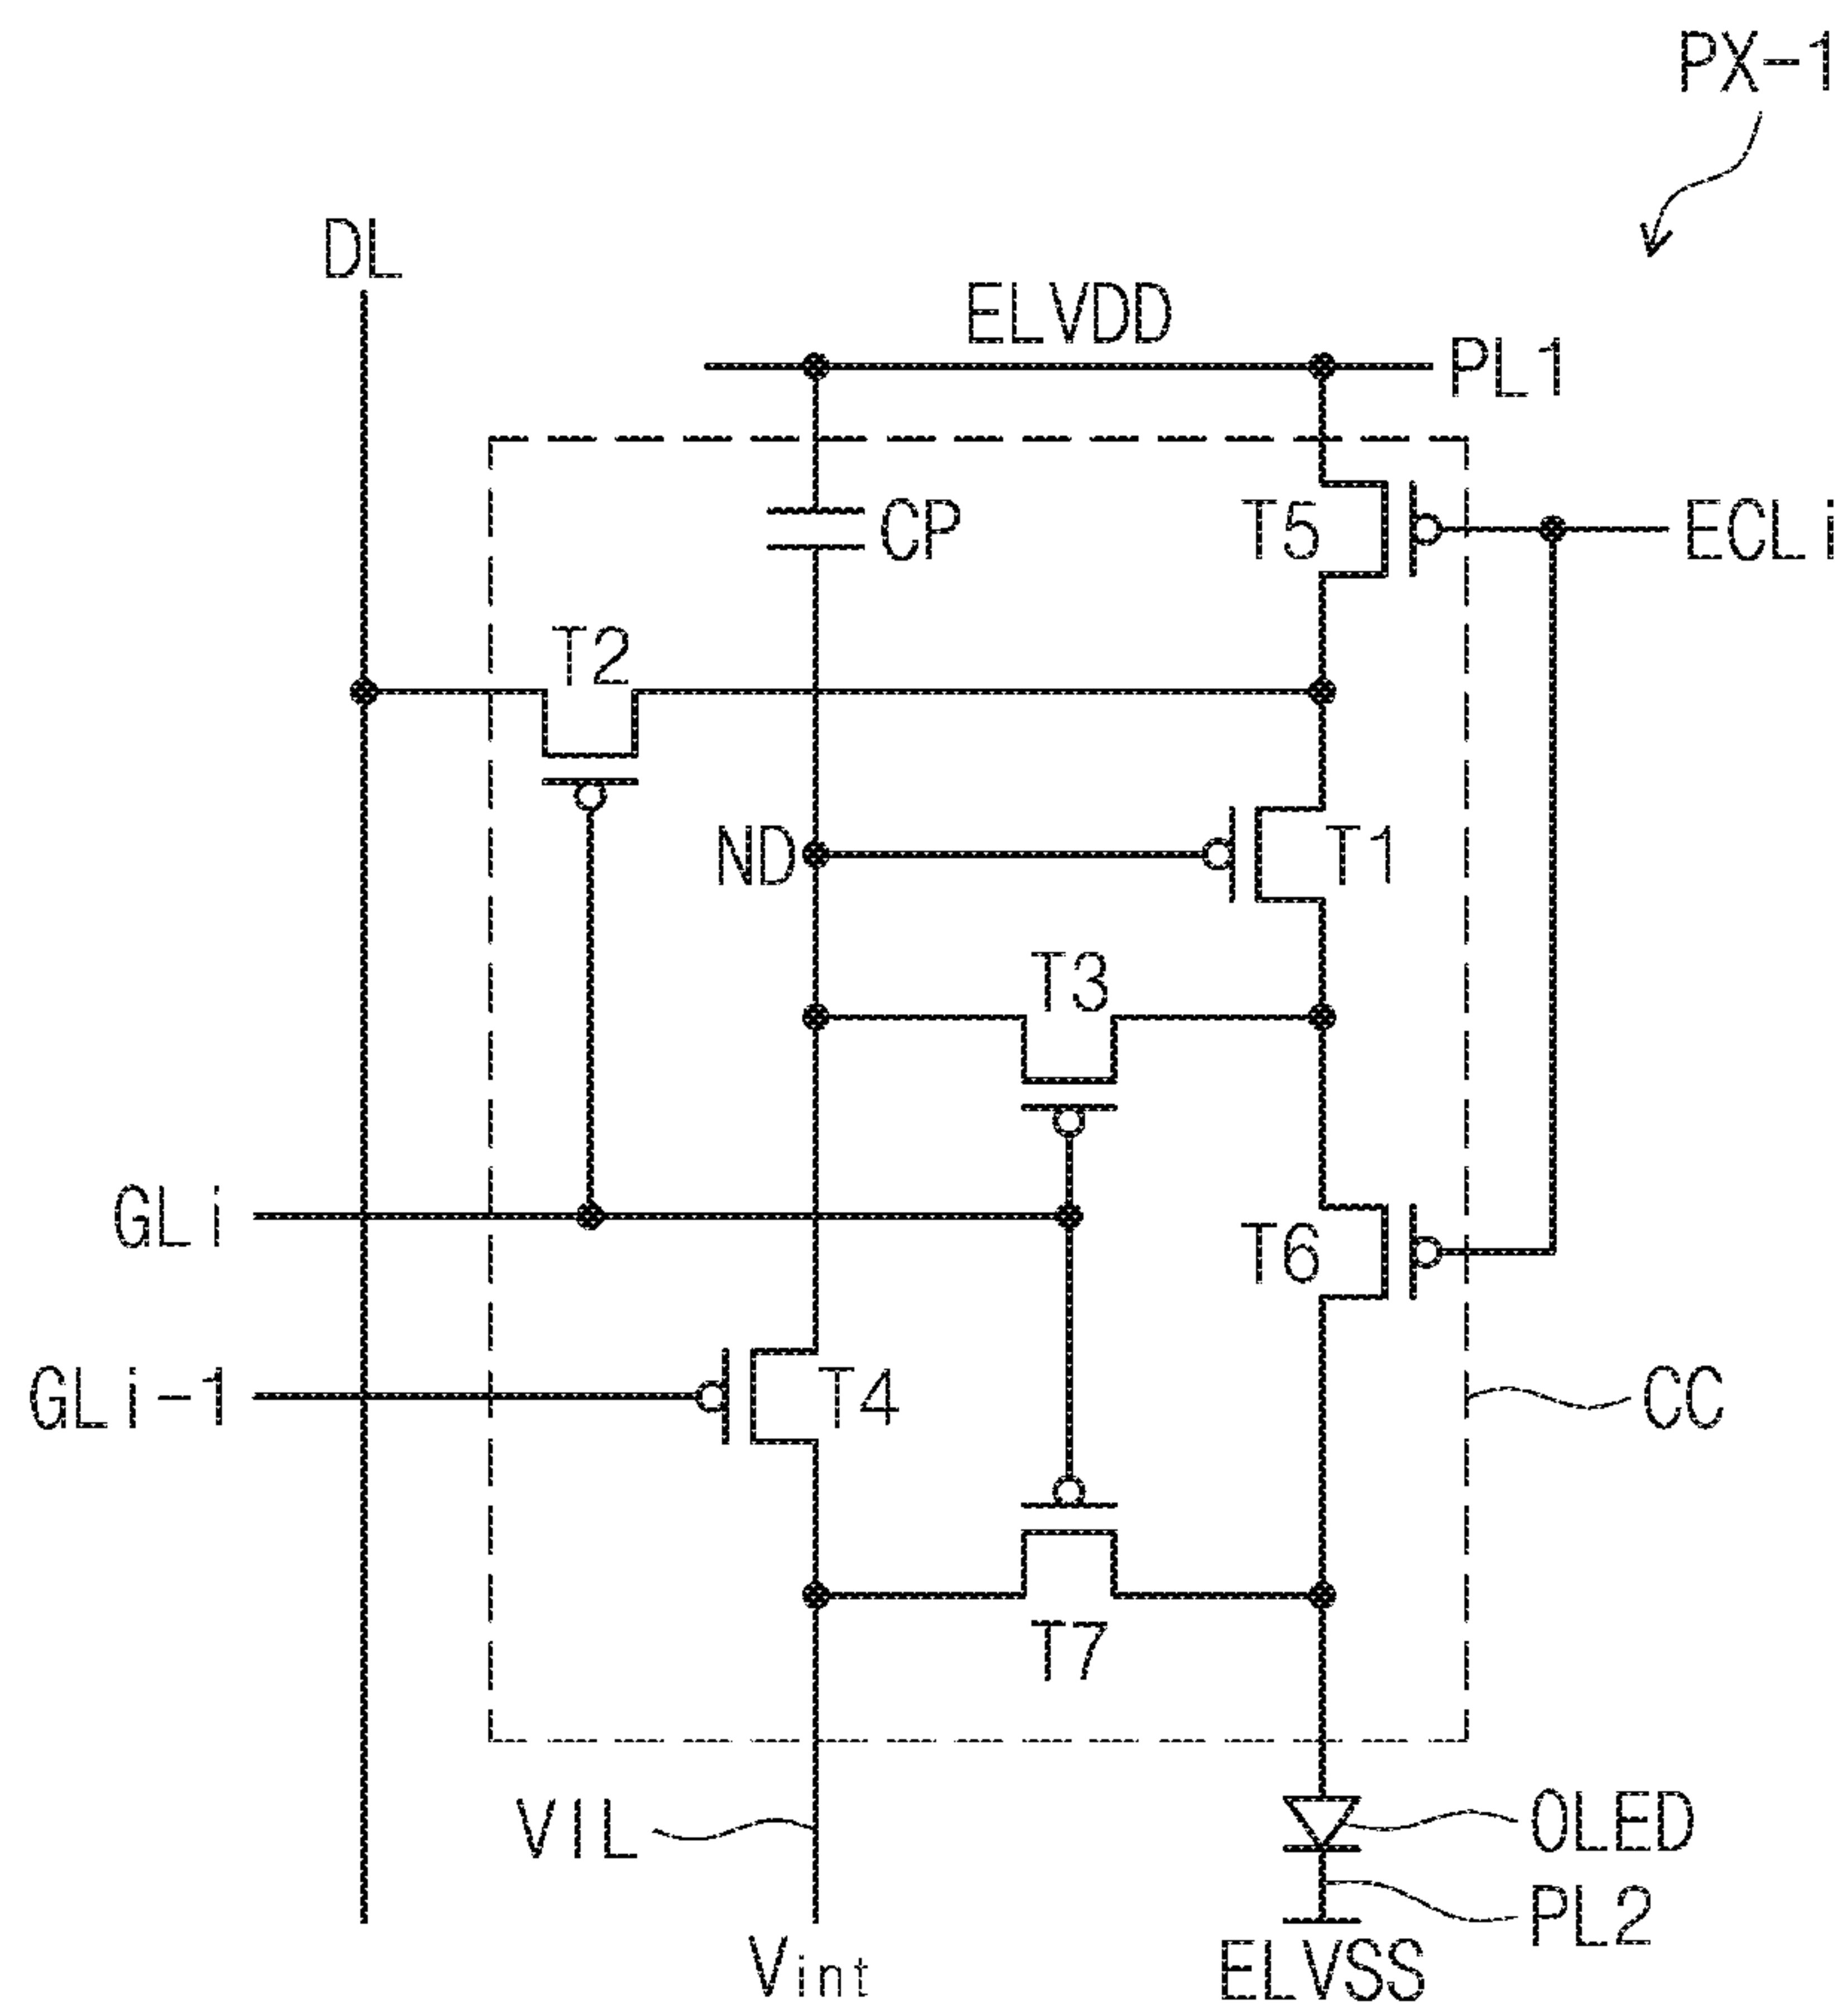 PX-1
DL
ELVDD
PL1
CP
T5
ECLi
T2
ND
T1
T3
GLi
T6
GLi-1
T4
CC
T7
VIL
OLED
PL2
Vint
ELVSS